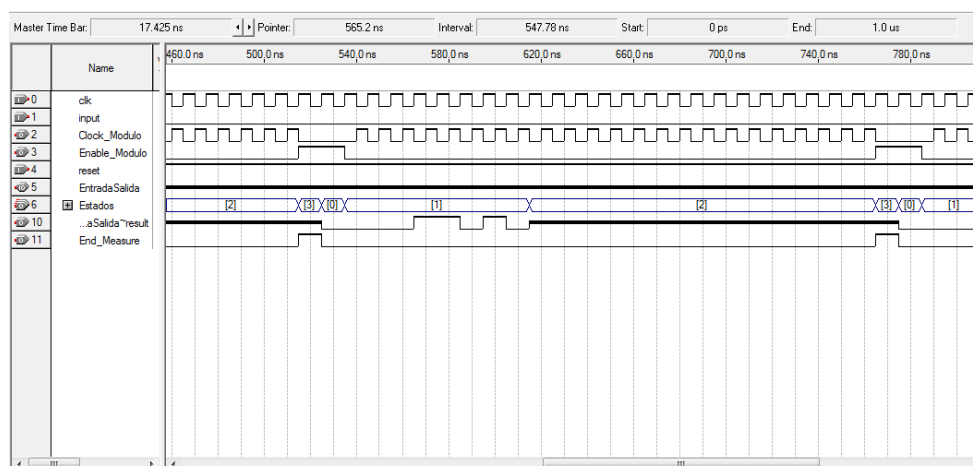 Master Time Bar: 17.425 ns Pointer: 565.2 ns Interval: 547.78 ns Start: 0 ps End: 1.0 us
Name
460.0 ns 500.0 ns 540.0 ns 580.0 ns 620.0 ns 660.0 ns 700.0 ns 740.0 ns 780.0 ns
0 clk
1 input
2 Clock_Modulo
3 Enable_Modulo
4 reset
5 EntradaSalida
6 Estados [2] [3] [0] [1] [2] [3] [0] [1]
10 ...aSalida~result
11 End_Measure